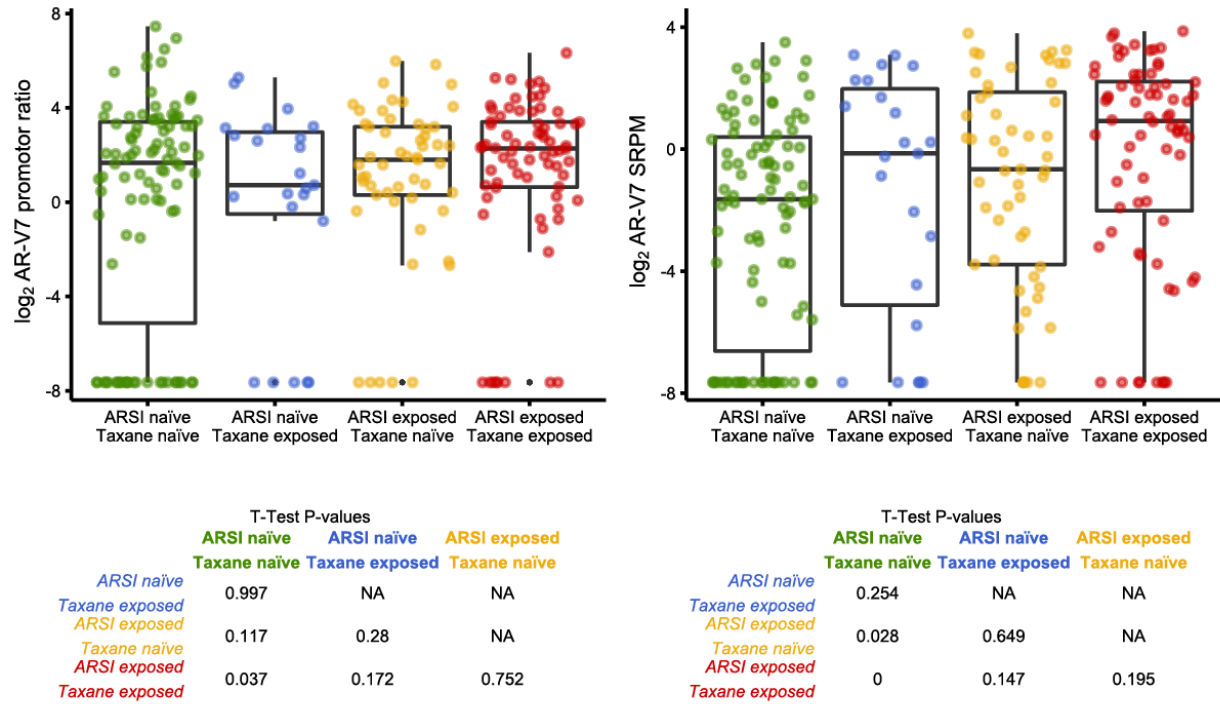 8
4
0
-4
-8
log2 AR-V7 promotor ratio
ARSI naïve ARSI naïve ARSI exposed ARSI exposed
Taxane naïve Taxane exposed Taxane naïve Taxane exposed
4
0
-4
-8
log2 AR-V7 SRPM
ARSI naïve ARSI naïve ARSI exposed ARSI exposed
Taxane naïve Taxane exposed Taxane naïve Taxane exposed
T-Test P-values
ARSI naïve ARSI naïve ARSI exposed
Taxane naïve Taxane exposed Taxane naïve
ARSI naïve
Taxane exposed
0.997 NA NA
ARSI exposed
Taxane naïve
0.117 0.28 NA
ARSI exposed
Taxane exposed
0.037 0.172 0.752
T-Test P-values
ARSI naïve ARSI naïve ARSI exposed
Taxane naïve Taxane exposed Taxane naïve
ARSI naïve
Taxane exposed
0.254 NA NA
ARSI exposed
Taxane naïve
0.028 0.649 NA
ARSI exposed
Taxane exposed
0 0.147 0.195